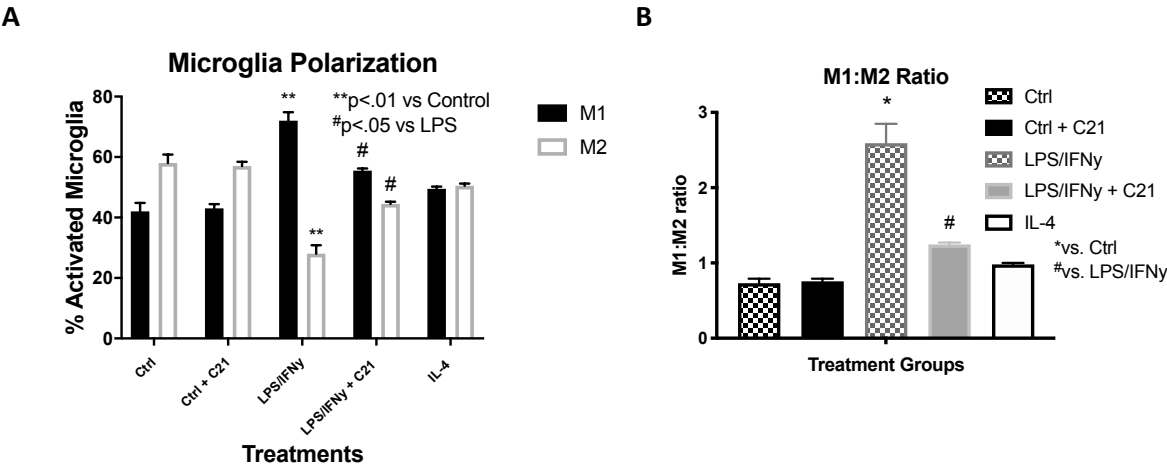 A
Microglia Polarization
% Activated Microglia
80
60
40
20
0
**
**
#
#
**p<.01 vs Control
#p<.05 vs LPS
M1
M2
Ctrl
Ctrl + C21
LPS/IFNy
LPS/IFNy + C21
IL-4
Treatments
B
M1:M2 Ratio
M1:M2 ratio
3
2
1
0
*
#
Treatment Groups
Ctrl
Ctrl + C21
LPS/IFNy
LPS/IFNy + C21
IL-4
*vs. Ctrl
#vs. LPS/IFNy